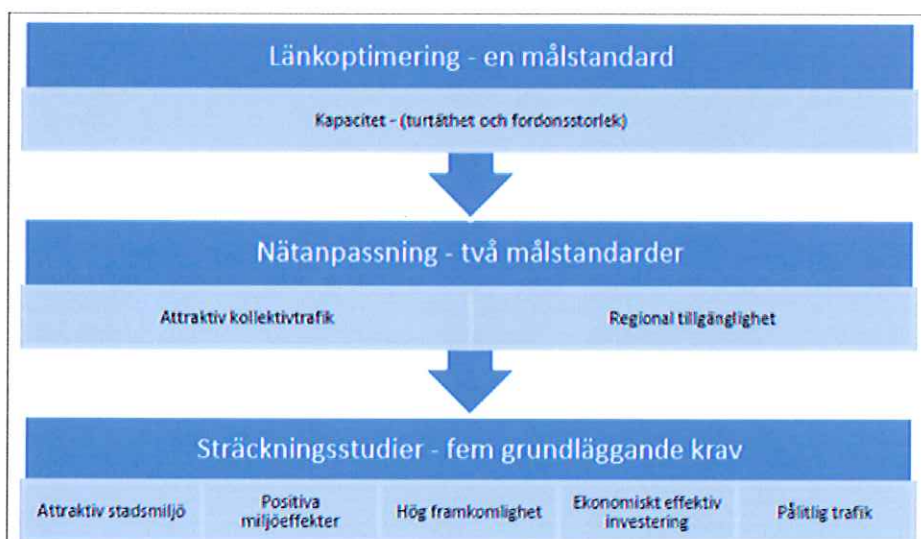 Länkoptimering - en målstandard
Kapacitet - (turtäthet och fordonsstorlek)
Nätanpassning - två målstandarder
Attraktiv kollektivtrafik
Regional tillgänglighet
Sträckningsstudier - fem grundläggande krav
Attraktiv stadsmiljö
Positiva
miljöeffekter
Hög framkomlighet
Ekonomiskt effektiv
investering
Pålitlig trafik